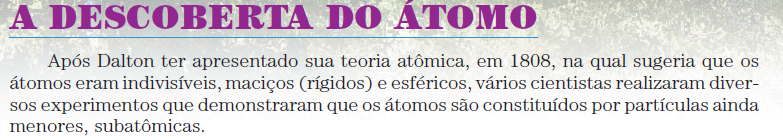 A DESCOBERTA DO ÁTOMO
Após Dalton ter apresentado sua teoria atômica, em 1808, na qual sugeria que os
átomos eram indivisíveis, maciços (rígidos) e esféricos, vários cientistas realizaram diver-
sos experimentos que demonstraram que os átomos são constituídos por partículas ainda
menores, subatômicas.